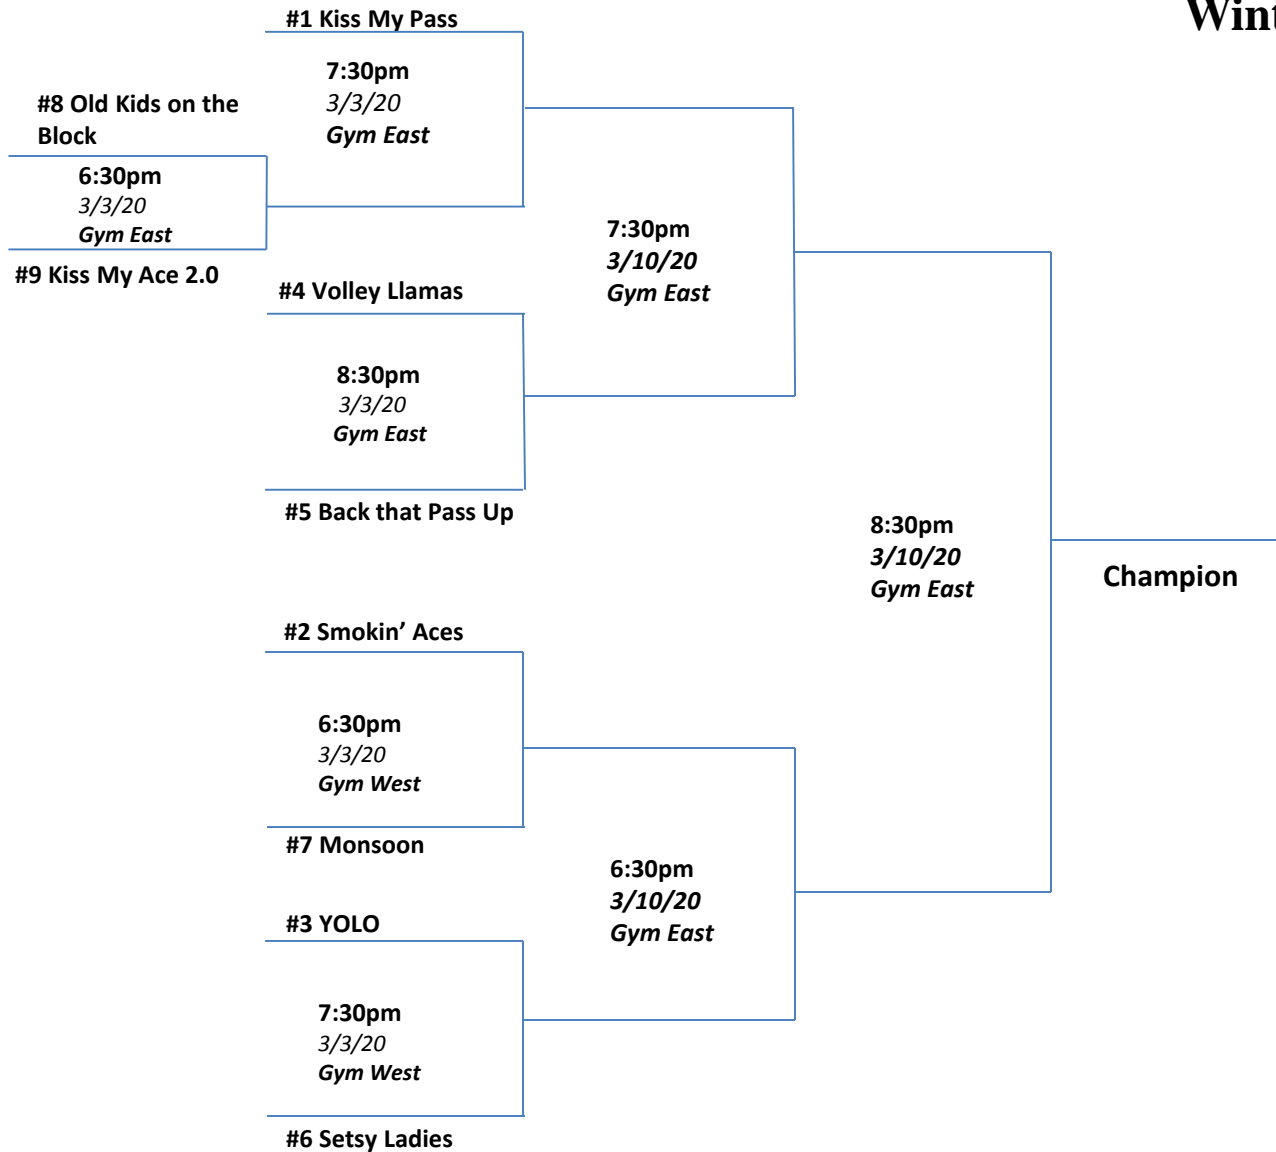 Wint
#1 Kiss My Pass
7:30pm
3/3/20
Gym East
#8 Old Kids on the
Block
6:30pm
3/3/20
Gym East
#9 Kiss My Ace 2.0
7:30pm
3/10/20
Gym East
#4 Volley Llamas
8:30pm
3/3/20
Gym East
#5 Back that Pass Up
8:30pm
3/10/20
Gym East
Champion
#2 Smokin’ Aces
6:30pm
3/3/20
Gym West
#7 Monsoon
6:30pm
3/10/20
Gym East
#3 YOLO
7:30pm
3/3/20
Gym West
#6 Setsy Ladies